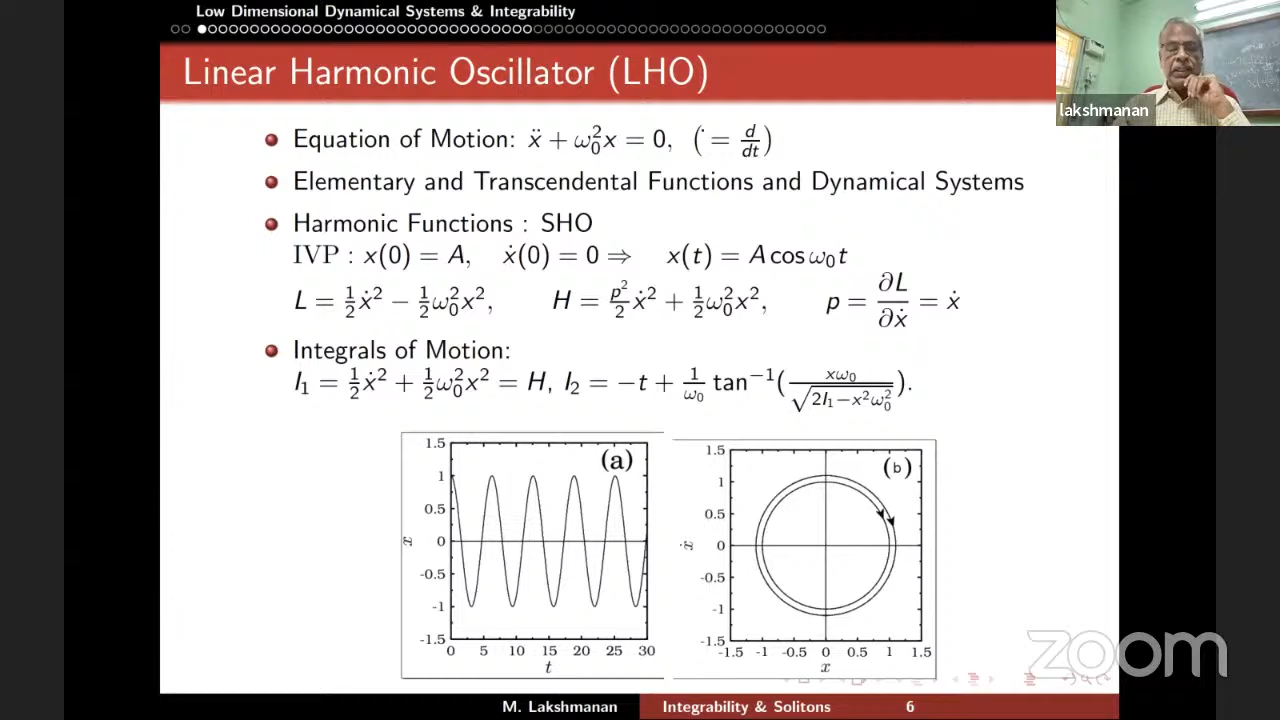 Low Dimensional Dynamical Systems & Integrability
Linear Harmonic Oscillator (LHO)
lakshmanan
Equation of Motion: ẍ + ω₀²x = 0, (˙ = d/dt)
Elementary and Transcendental Functions and Dynamical Systems
Harmonic Functions : SHO
IVP : x(0) = A, ẋ(0) = 0 ⇒ x(t) = A cos ω₀t
L = ½ẋ² − ½ω₀²x², H = p²/2 ẋ² + ½ω₀²x², p = ∂L/∂ẋ = ẋ
Integrals of Motion:
I₁ = ½ẋ² + ½ω₀²x² = H, I₂ = −t + 1/ω₀ tan⁻¹(xω₀/√(2I₁−x²ω₀²)).
(a)
1.5
1
0.5
0
-0.5
-1
-1.5
x
0 5 10 15 20 25 30
t
(b)
1.5
1
0.5
0
-0.5
-1
-1.5
ẋ
-1.5 -1 -0.5 0 0.5 1 1.5
x
zoom
M. Lakshmanan Integrability & Solitons 6